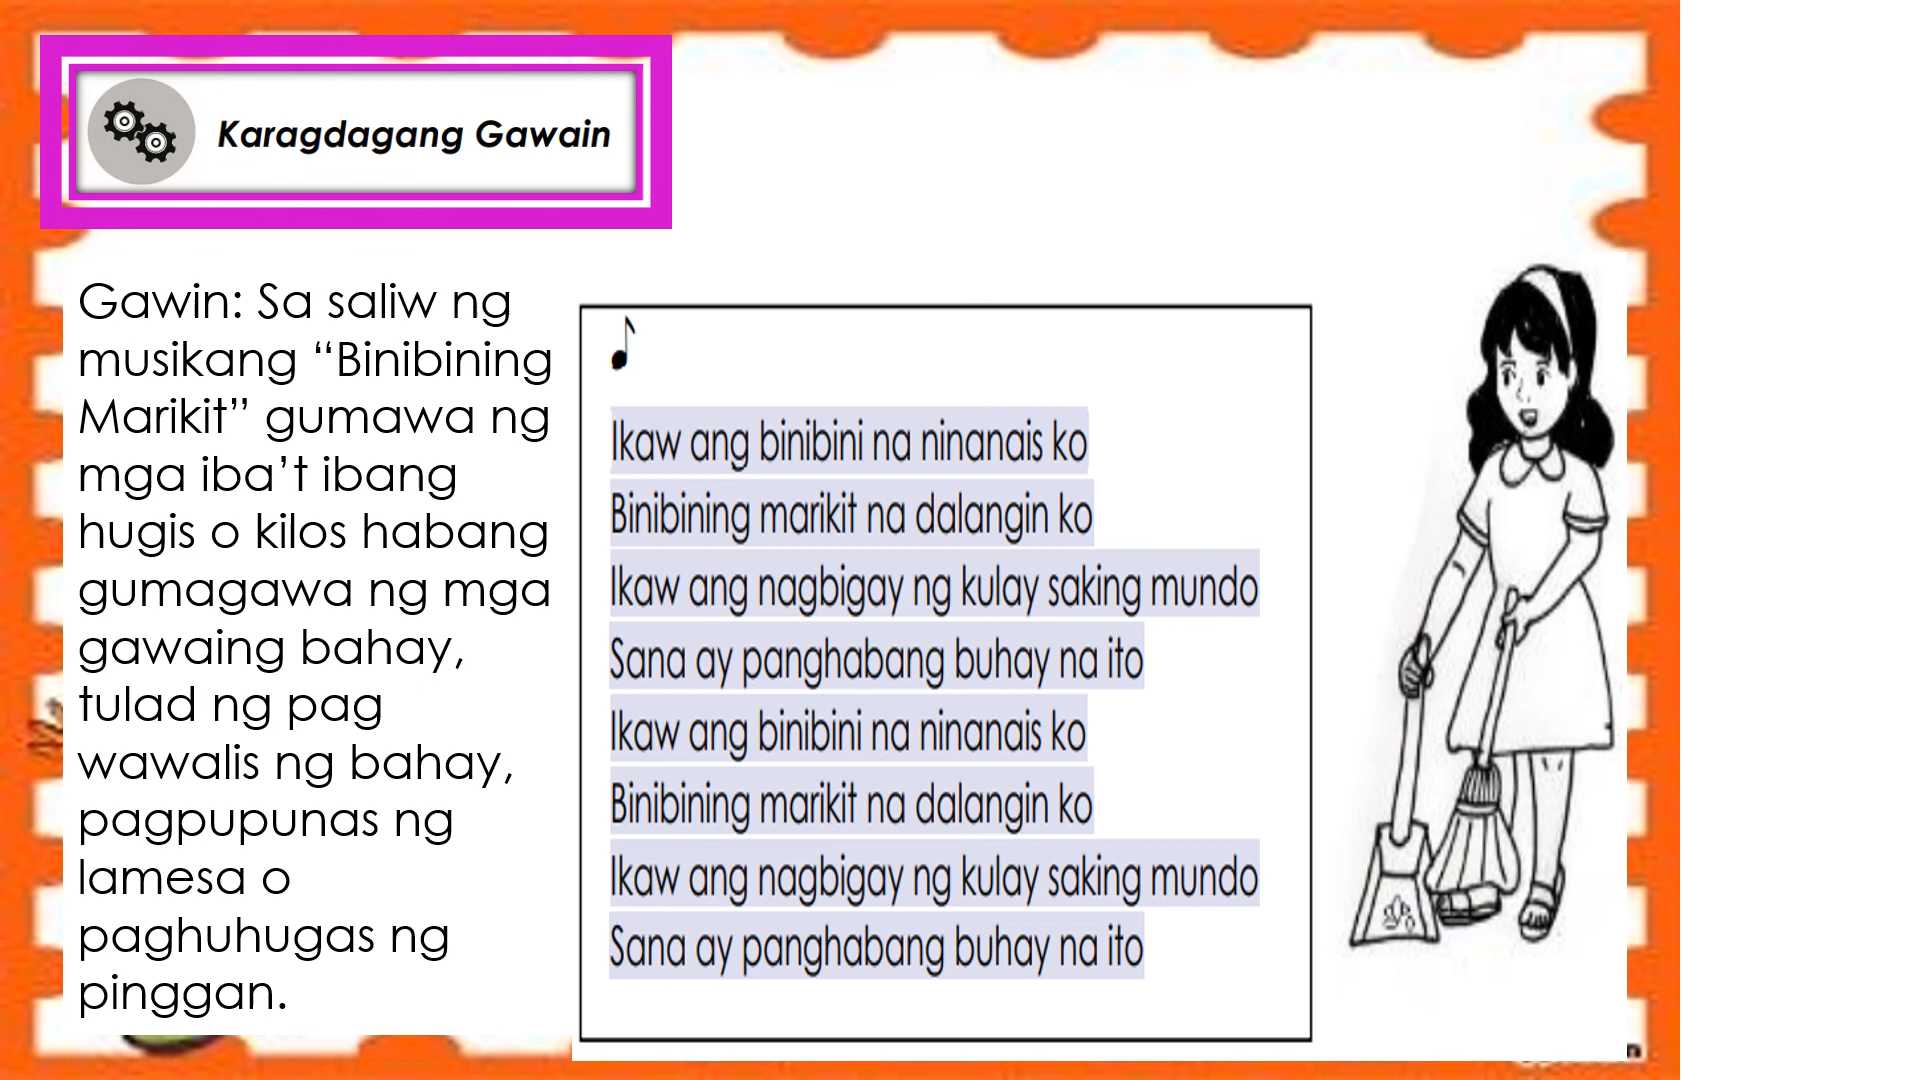 Karagdagang Gawain
Gawin: Sa saliw ng
musikang “Binibining
Marikit” gumawa ng
mga iba’t ibang
hugis o kilos habang
gumagawa ng mga
gawaing bahay,
tulad ng pag
wawalis ng bahay,
pagpupunas ng
lamesa o
paghuhugas ng
pinggan.
Ikaw ang binibini na ninanais ko
Binibining marikit na dalangin ko
Ikaw ang nagbigay ng kulay saking mundo
Sana ay panghabang buhay na ito
Ikaw ang binibini na ninanais ko
Binibining marikit na dalangin ko
Ikaw ang nagbigay ng kulay saking mundo
Sana ay panghabang buhay na ito